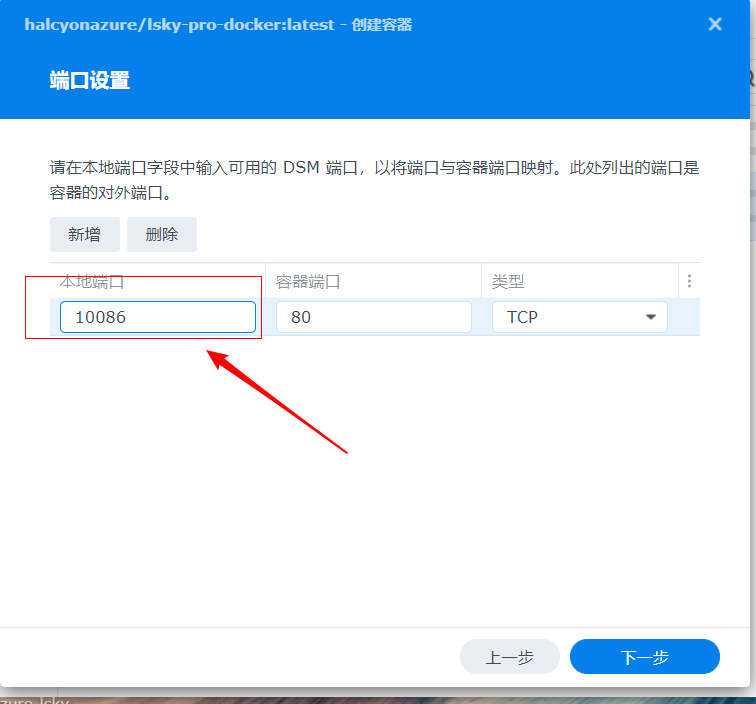 halcyonazure/lsky-pro-docker:latest - 创建容器
端口设置
请在本地端口字段中输入可用的 DSM 端口，以将端口与容器端口映射。此处列出的端口是
容器的对外端口。
新增 删除
本地端口 容器端口 类型
10086 80 TCP
上一步 下一步